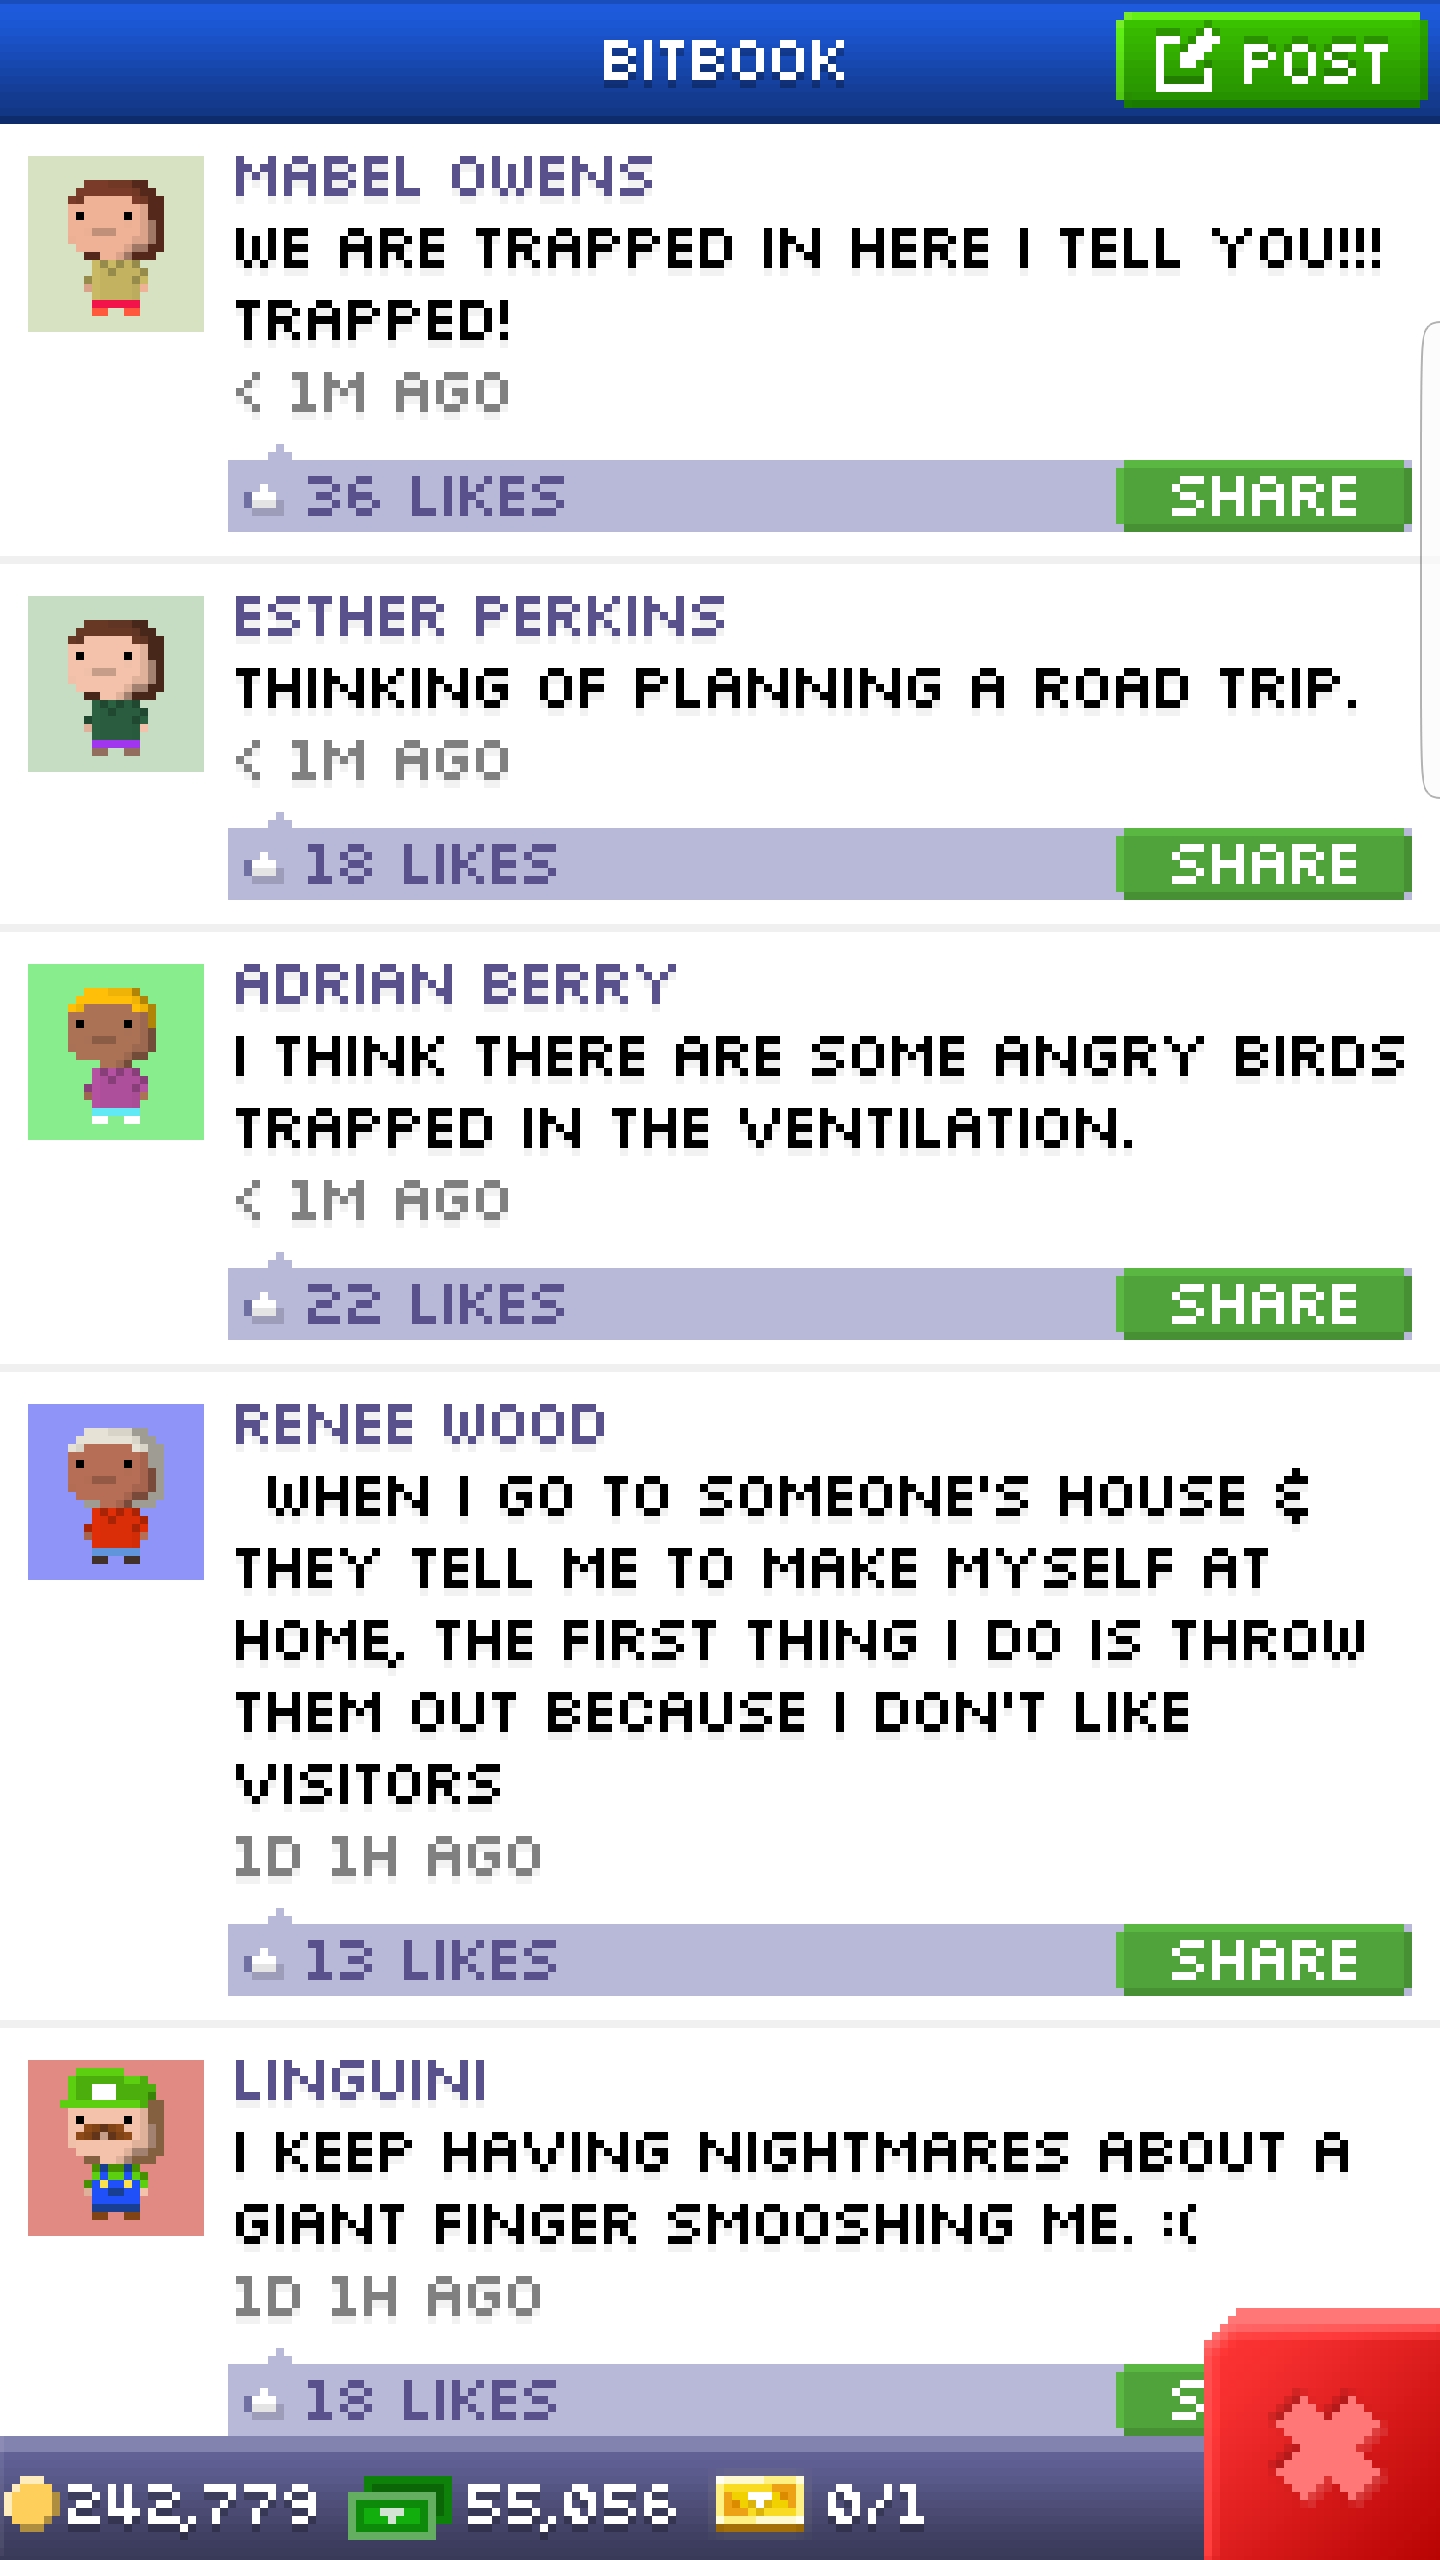 BITBOOK
POST
MABEL OWENS
WE ARE TRAPPED IN HERE I TELL YOU!!!
TRAPPED!
< 1M AGO
36 LIKES SHARE
ESTHER PERKINS
THINKING OF PLANNING A ROAD TRIP.
< 1M AGO
18 LIKES SHARE
ADRIAN BERRY
I THINK THERE ARE SOME ANGRY BIRDS
TRAPPED IN THE VENTILATION.
< 1M AGO
22 LIKES SHARE
RENEE WOOD
WHEN I GO TO SOMEONE'S HOUSE &
THEY TELL ME TO MAKE MYSELF AT
HOME, THE FIRST THING I DO IS THROW
THEM OUT BECAUSE I DON'T LIKE
VISITORS
1D 1H AGO
13 LIKES SHARE
LINGUINI
I KEEP HAVING NIGHTMARES ABOUT A
GIANT FINGER SMOOSHING ME. :(
1D 1H AGO
18 LIKES S
242,779 55,056 0/1